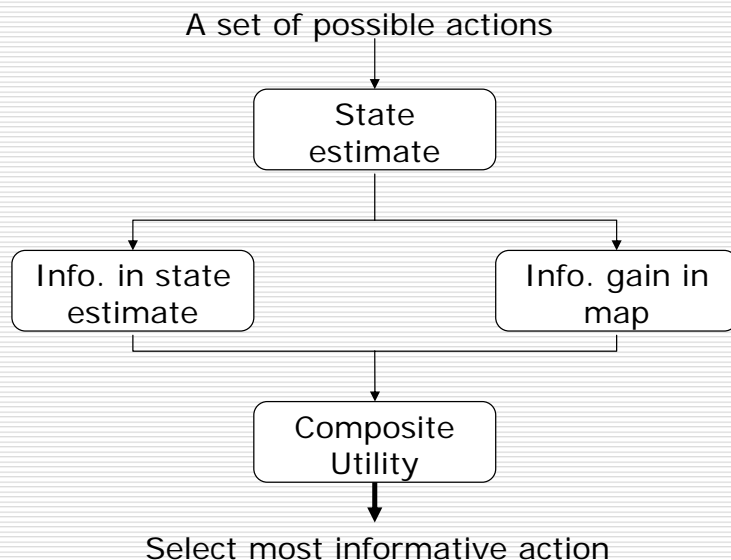 A set of possible actions
State
estimate
Info. in state
estimate
Info. gain in
map
Composite
Utility
Select most informative action